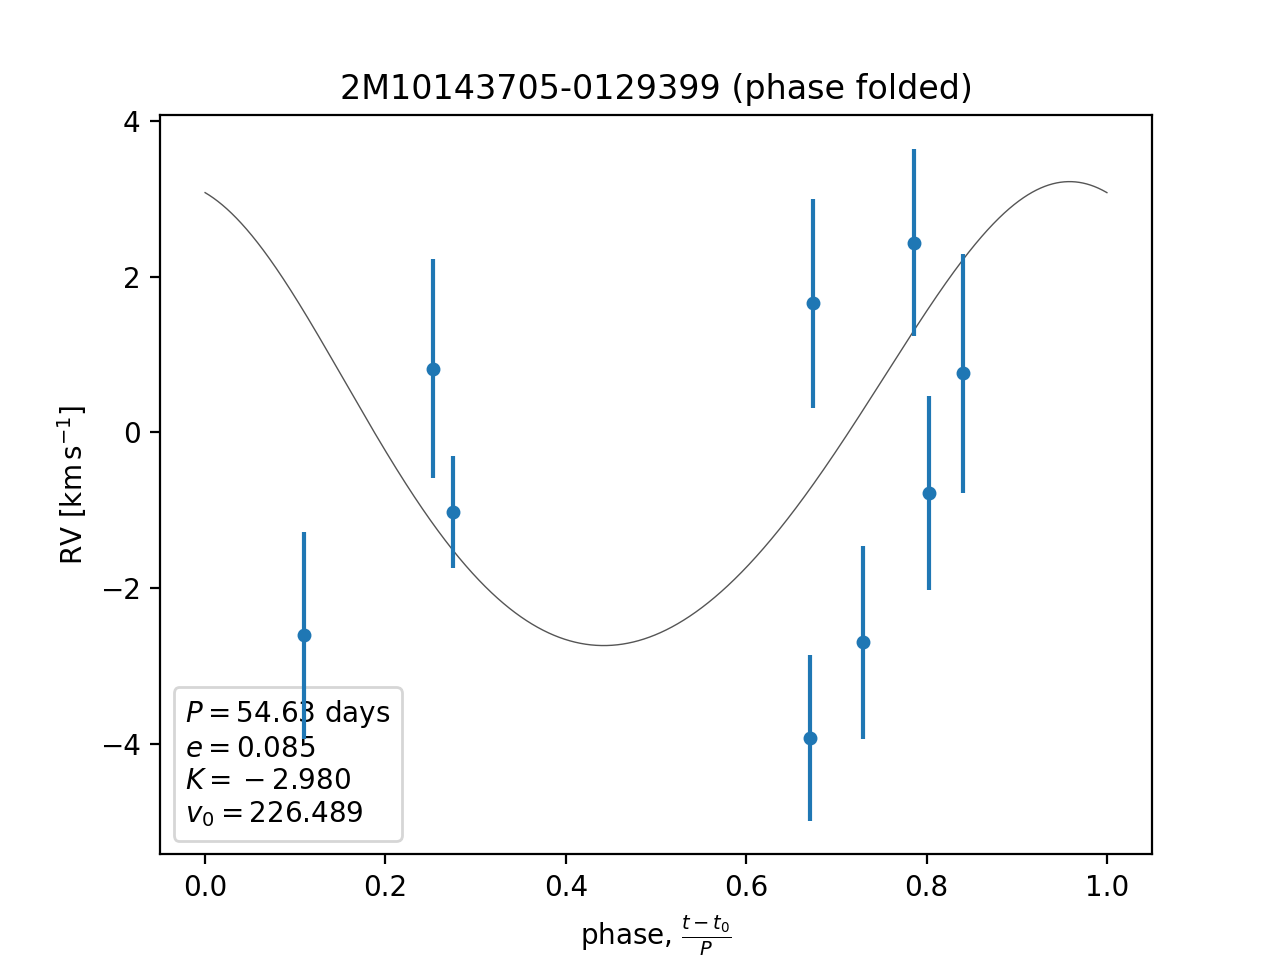 2M10143705-0129399 (phase folded)
4
2
0
−2
−4
RV [km s⁻¹]
P = 54.63 days
e = 0.085
K = −2.980
v₀ = 226.489
0.0 0.2 0.4 0.6 0.8 1.0
phase, (t − t₀)/P